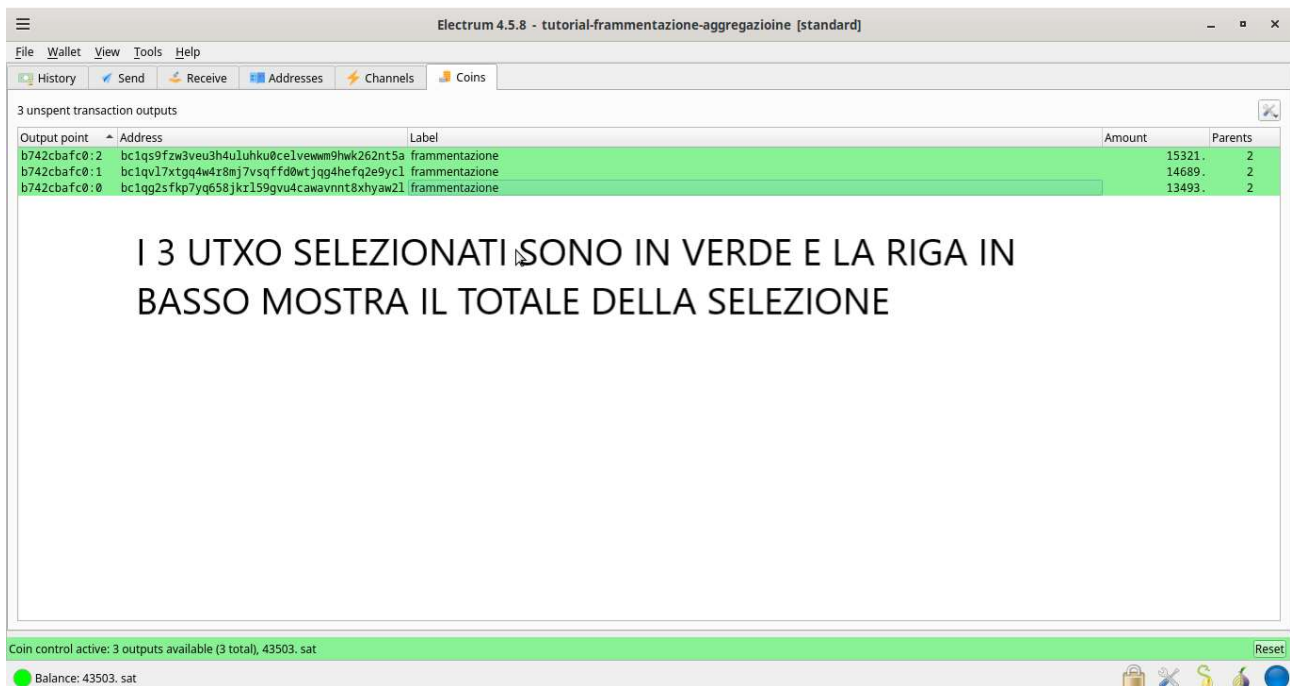 Electrum 4.5.8 - tutorial-frammentazione-aggregazioine [standard]
File Wallet View Tools Help
History Send Receive Addresses Channels Coins
3 unspent transaction outputs
Output point Address Label Amount Parents
b742cbafc0:2 bc1qs9fzw3veu3h4uluhku0celvewwm9hwk262nt5a frammentazione 15321. 2
b742cbafc0:1 bc1qvl7xtgq4w4r8mj7vsqffd0wtjqg4hefq2e9ycl frammentazione 14689. 2
b742cbafc0:0 bc1qg2sfkp7yq658jkrl59gvu4cawavnnt8xhyaw2l frammentazione 13493. 2
I 3 UTXO SELEZIONATI SONO IN VERDE E LA RIGA IN
BASSO MOSTRA IL TOTALE DELLA SELEZIONE
Coin control active: 3 outputs available (3 total), 43503. sat Reset
Balance: 43503. sat